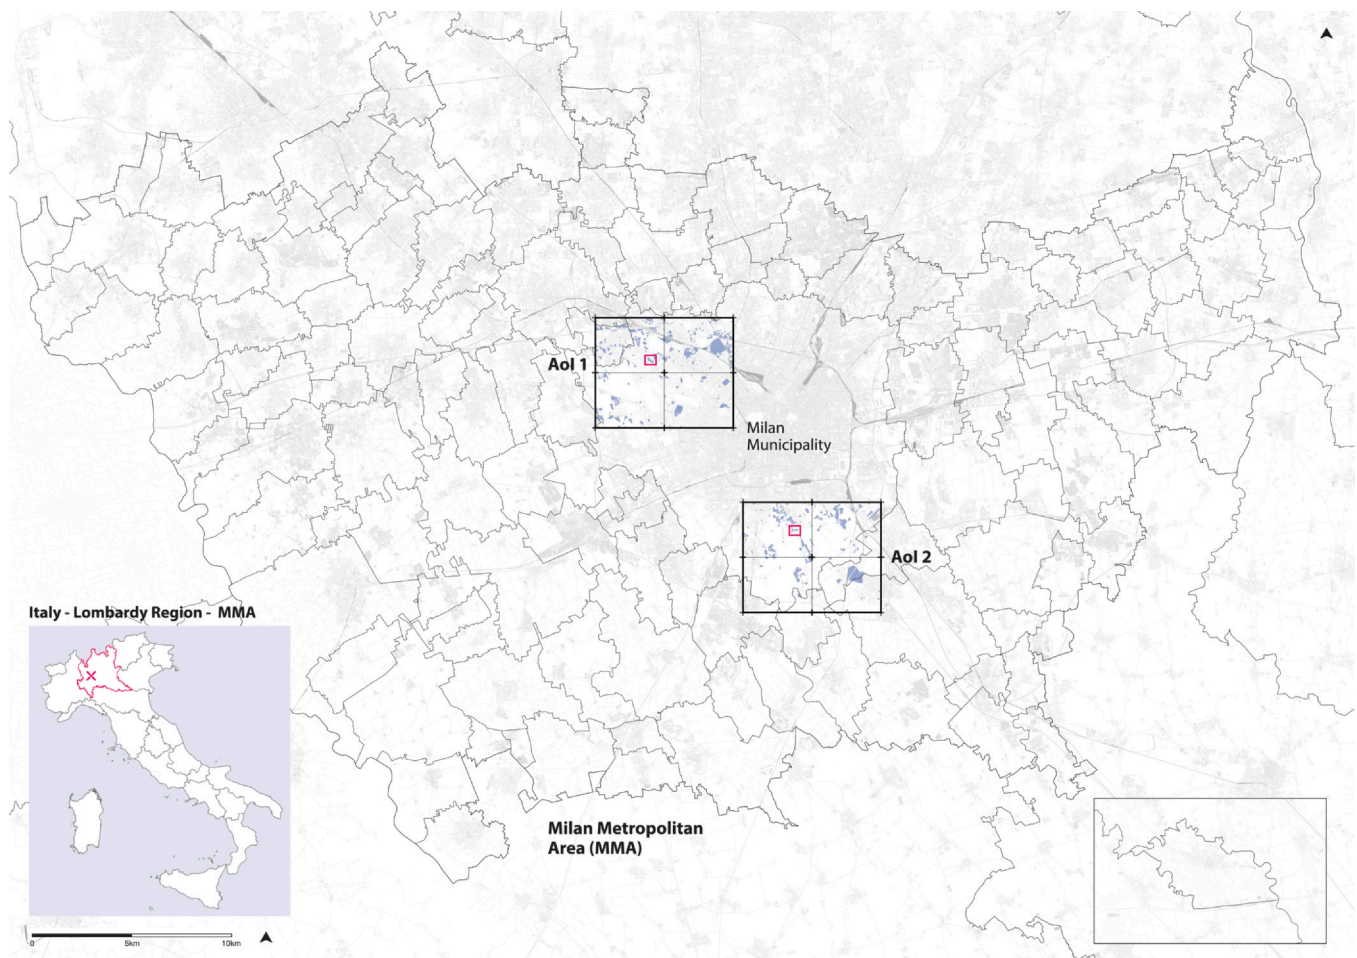 AoI 1
Milan
Municipality
AoI 2
Italy - Lombardy Region - MMA
Milan Metropolitan
Area (MMA)
0 5km 10km